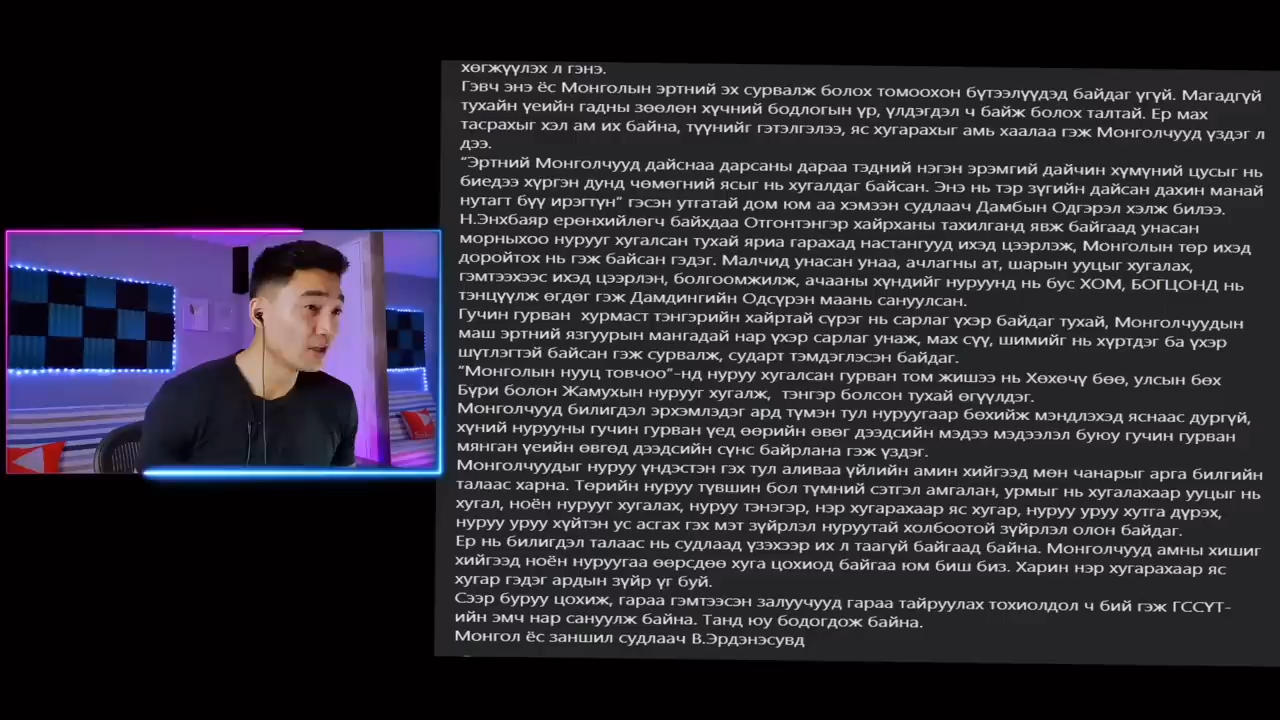 хөгжүүлэх л гэнэ.
Гэвч энэ ёс Монголын эртний эх сурвалж болох томоохон бүтээлүүдэд байдаг үгүй. Магадгүй
тухайн үеийн гадны зөөлөн хүчний бодлогын үр, үлдэгдэл ч байж болох талтай. Ер мах
тасрахыг хэл ам их байна, түүнийг гэтэлгэлээ, яс хугарахыг амь хаалаа гэж Монголчууд үздэг л
дээ.
“Эртний Монголчууд дайснаа дарсаны дараа тэдний нэгэн эрэмгий дайчин хүмүний цусыг нь
биедээ хүргэн дунд чөмөгний ясыг нь хугалдаг байсан. Энэ нь тэр зүгийн дайсан дахин манай
нутагт бүү ирэгтүн” гэсэн утгатай дом юм аа хэмээн судлаач Дамбын Одгэрэл хэлж билээ.
Н.Энхбаяр ерөнхийлөгч байхдаа Отгонтэнгэр хайрханы тахилганд явж байгаад унасан
морныхоо нурууг хугалсан тухай яриа гарахад настангууд ихэд цээрлэж, Монголын төр ихэд
доройтох нь гэж байсан гэдэг. Малчид унасан унаа, ачлагны ат, шарын ууцыг хугалах,
гэмтээхээс ихэд цээрлэн, болгоомжилж, ачааны хүндийг нуруунд нь бус ХОМ, БОГЦОНД нь
тэнцүүлж өгдөг гэж Дамдингийн Одсүрэн маань сануулсан.
Гучин гурван хурмаст тэнгэрийн хайртай сүрэг нь сарлаг үхэр байдаг тухай, Монголчуудын
маш эртний язгуурын мангадай нар үхэр сарлаг унаж, мах сүү, шимийг нь хүртдэг ба үхэр
шүтлэгтэй байсан гэж сурвалж, сударт тэмдэглэсэн байдаг.
“Монголын нууц товчоо”-нд нуруу хугалсан гурван том жишээ нь Хөхөчү бөө, улсын бөх
Бүри болон Жамухын нурууг хугалж, тэнгэр болсон тухай өгүүлдэг.
Монголчууд билигдэл эрхэмлэдэг ард түмэн тул нуруугаар бөхийж мэндлэхэд яснаас дургүй,
хүний нурууны гучин гурван үед өөрийн өвөг дээдсийн мэдээ мэдээлэл буюу гучин гурван
мянган үеийн өвгөд дээдсийн сүнс байрлана гэж үздэг.
Монголчуудыг нуруу үндэстэн гэх тул аливаа үйлийн амин хийгээд мөн чанарыг арга билгийн
талаас харна. Төрийн нуруу түвшин бол түмний сэтгэл амгалан, урмыг нь хугалахаар ууцыг нь
хугал, ноён нурууг хугалах, нуруу тэнэгэр, нэр хугарахаар яс хугар, нуруу уруу хутга дүрэх,
нуруу уруу хүйтэн ус асгах гэх мэт зүйрлэл нуруутай холбоотой зүйрлэл олон байдаг.
Ер нь билигдэл талаас нь судлаад үзэхээр их л таагүй байгаад байна. Монголчууд амны хишиг
хийгээд ноён нуруугаа өөрсдөө хуга цохиод байгаа юм биш биз. Харин нэр хугарахаар яс
хугар гэдэг ардын зүйр үг буй.
Сээр буруу цохиж, гараа гэмтээсэн залуучууд гараа тайруулах тохиолдол ч бий гэж ГССҮТ-
ийн эмч нар сануулж байна. Танд юу бодогдож байна.
Монгол ёс заншил судлаач В.Эрдэнэсувд